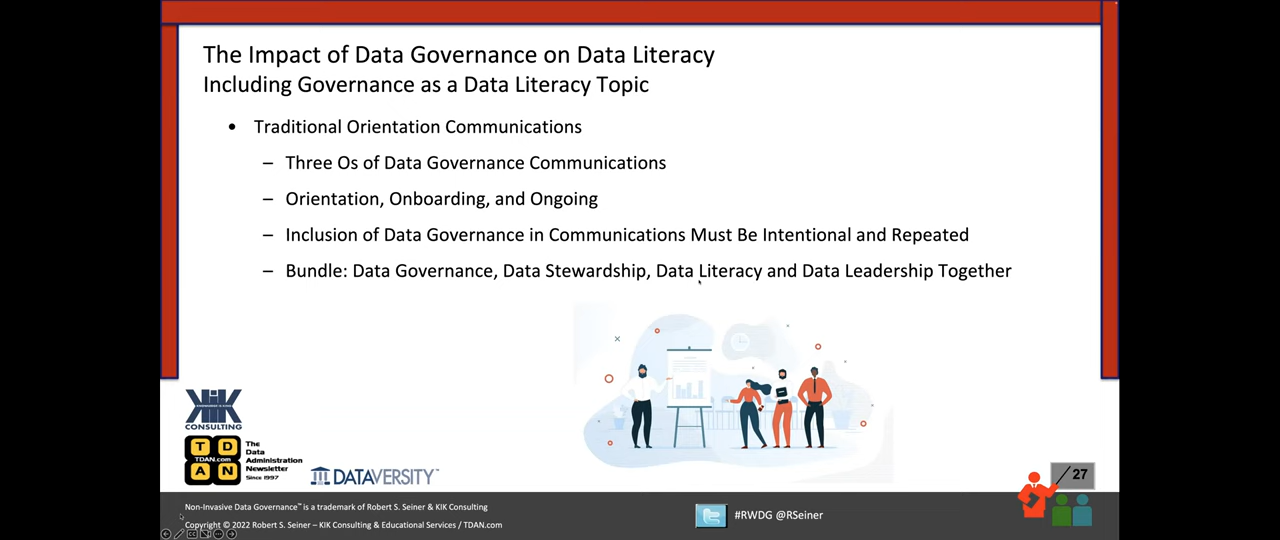 The Impact of Data Governance on Data Literacy
Including Governance as a Data Literacy Topic
• Traditional Orientation Communications
– Three Os of Data Governance Communications
– Orientation, Onboarding, and Ongoing
– Inclusion of Data Governance in Communications Must Be Intentional and Repeated
– Bundle: Data Governance, Data Stewardship, Data Literacy and Data Leadership Together
KIK
CONSULTING
T D
TDAN.com
A N
The
Data
Administration
Newsletter
Since 1997
DATAVERSITY™
/ 27
Non-Invasive Data Governance™ is a trademark of Robert S. Seiner & KIK Consulting
Copyright © 2022 Robert S. Seiner – KIK Consulting & Educational Services / TDAN.com
#RWDG @RSeiner